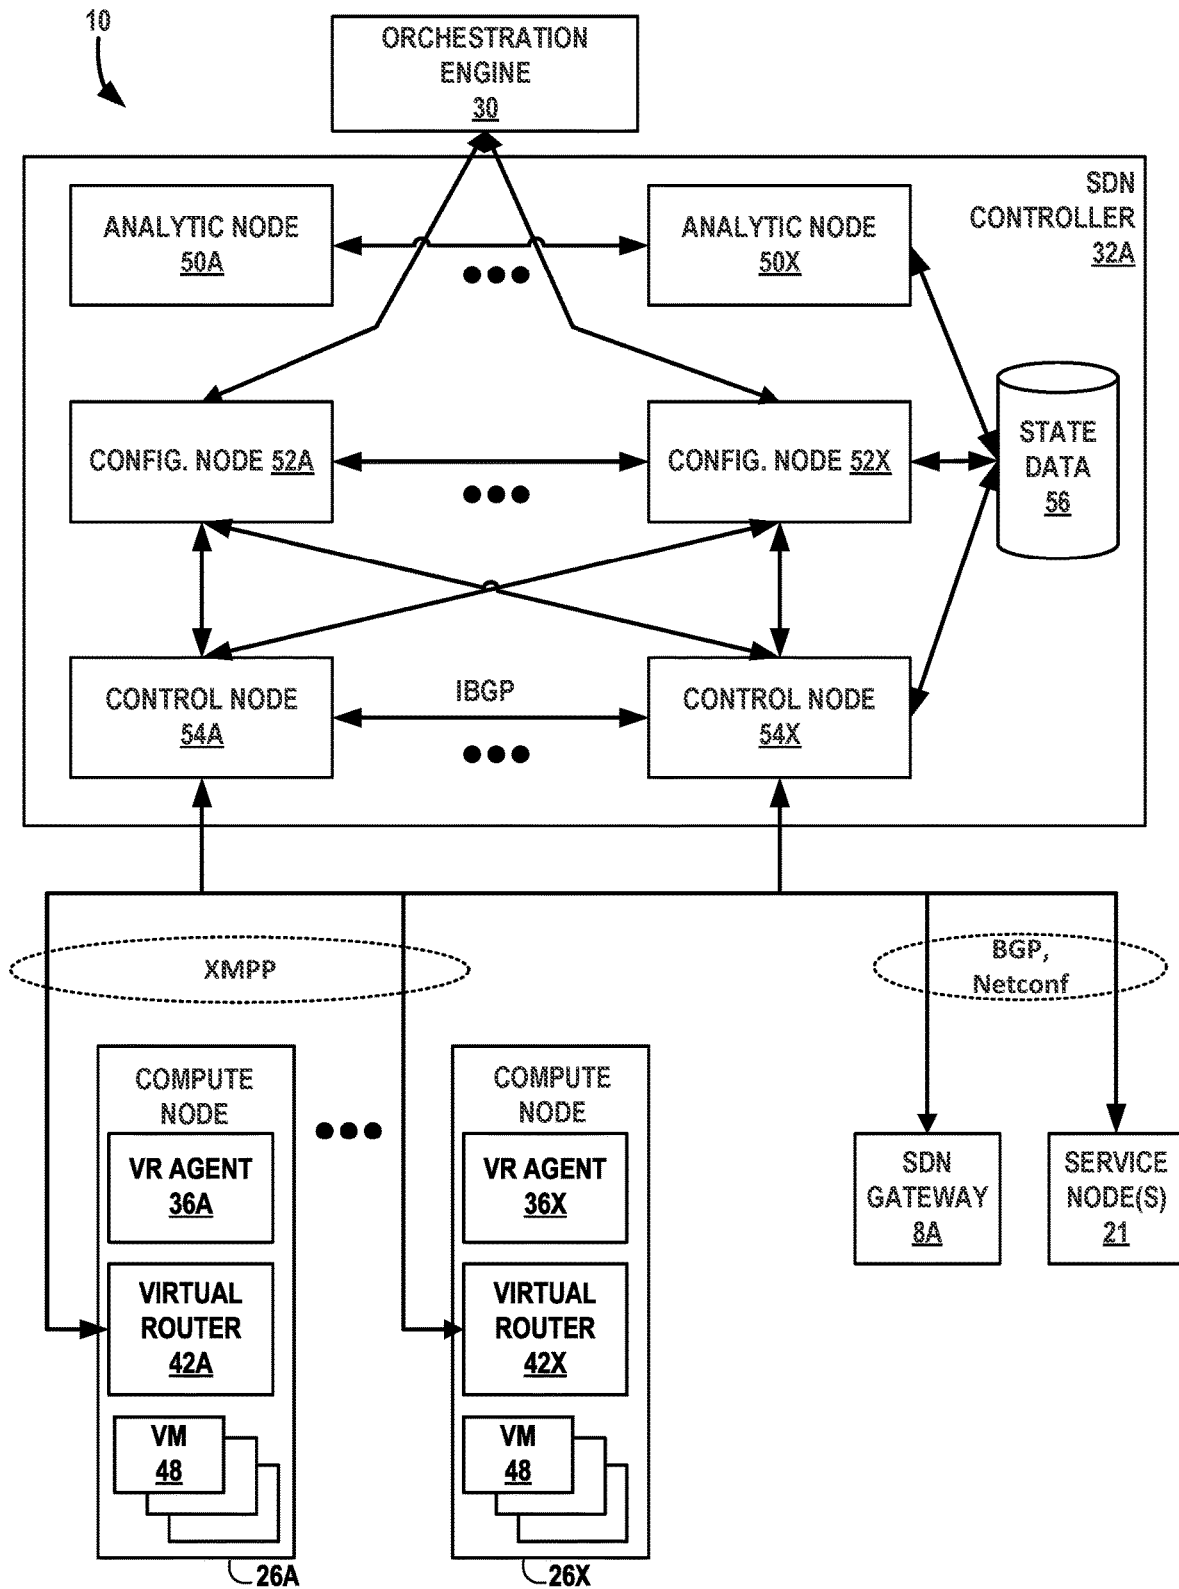 10
ORCHESTRATION
ENGINE
30
SDN
CONTROLLER
32A
ANALYTIC NODE
50A
ANALYTIC NODE
50X
CONFIG. NODE 52A
CONFIG. NODE 52X
STATE
DATA
56
CONTROL NODE
54A
IBGP
CONTROL NODE
54X
XMPP
BGP,
Netconf
COMPUTE
NODE
VR AGENT
36A
VIRTUAL
ROUTER
42A
VM
48
26A
COMPUTE
NODE
VR AGENT
36X
VIRTUAL
ROUTER
42X
VM
48
26X
SDN
GATEWAY
8A
SERVICE
NODE(S)
21